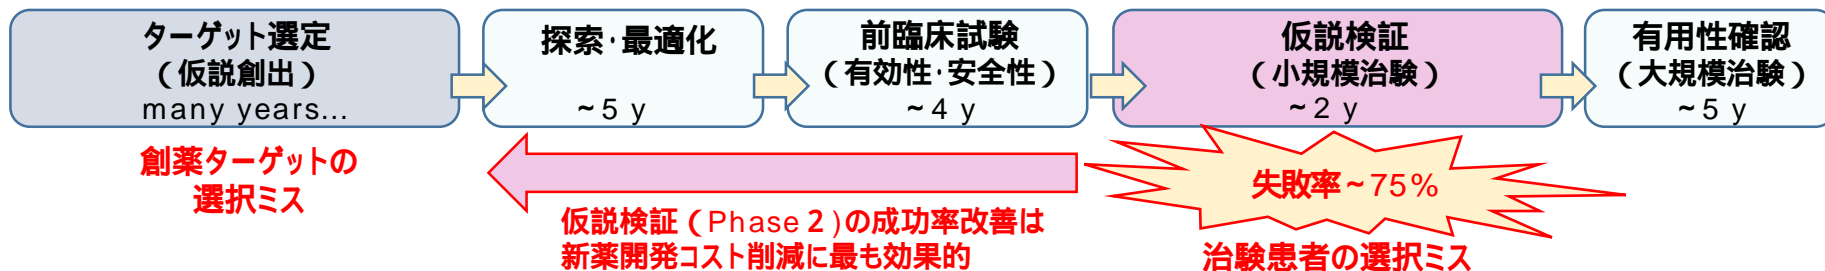 ターゲット選定
（仮説創出）
many years...
探索・最適化
~5 y
前臨床試験
（有効性・安全性）
~4 y
仮説検証
（小規模治験）
~2 y
有用性確認
（大規模治験）
~5 y
創薬ターゲットの
選択ミス
仮説検証（Phase２)の成功率改善は
新薬開発コスト削減に最も効果的
失敗率~75%
治験患者の選択ミス